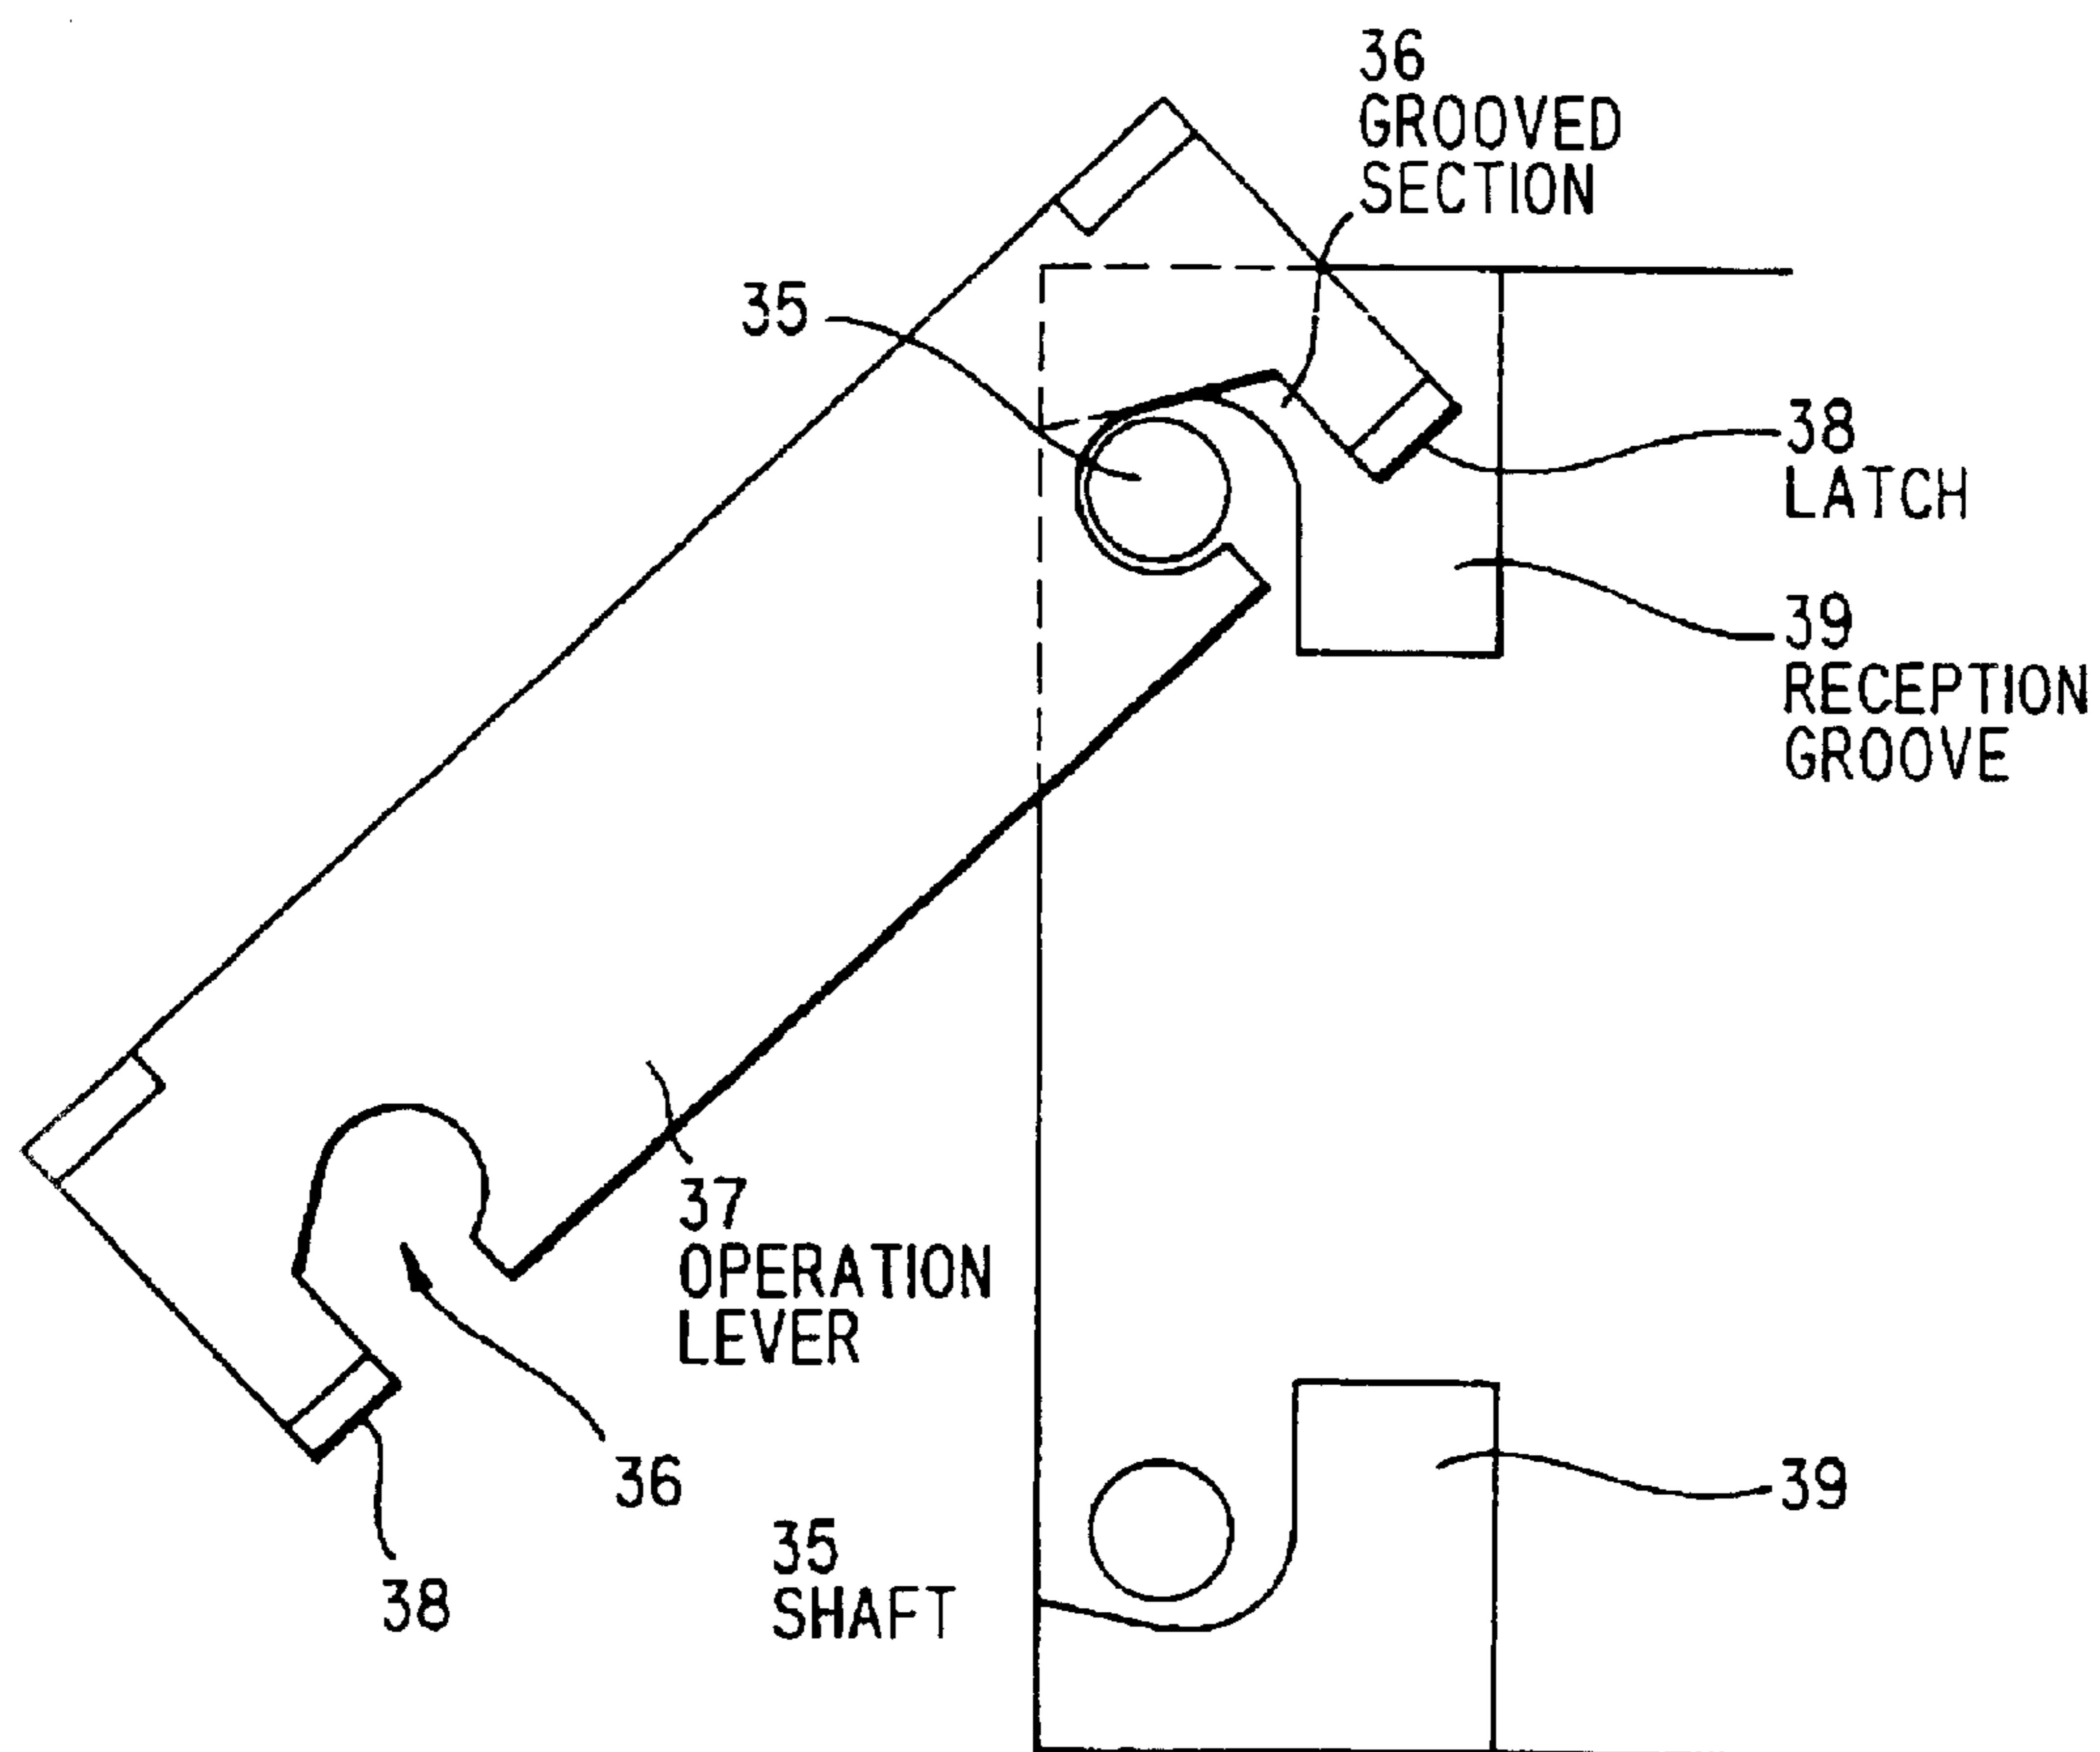 36
GROOVED
SECTION
35
38
LATCH
39
RECEPTION
GROOVE
37
OPERATION
LEVER
36
39
35
SHAFT
38